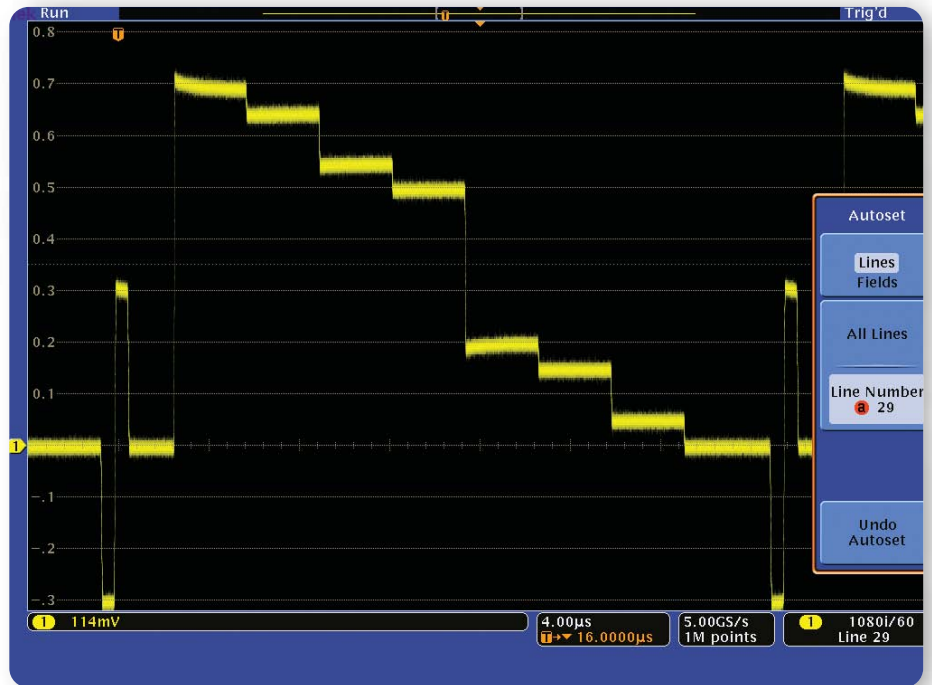 Run
Trig'd
T
T
0.8
0.7
0.6
0.5
0.4
0.3
0.2
0.1
1
-.1
-.2
-.3
Autoset
Lines
Fields
All Lines
Line Number
a 29
Undo
Autoset
1 114mV
4.00µs
T→▼ 16.0000µs
5.00GS/s
1M points
1 1080i/60
Line 29